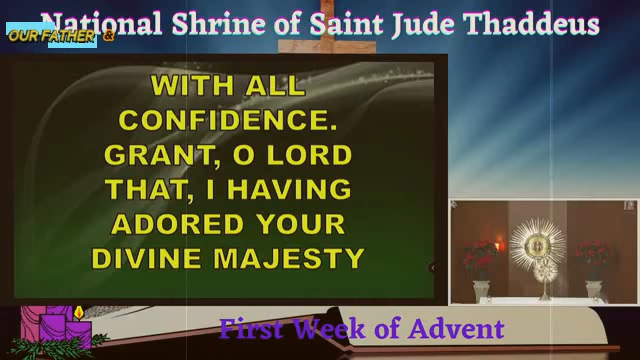 National Shrine of Saint Jude Thaddeus
OUR FATHER &
WITH ALL
CONFIDENCE.
GRANT, O LORD
THAT, I HAVING
ADORED YOUR
DIVINE MAJESTY
First Week of Advent